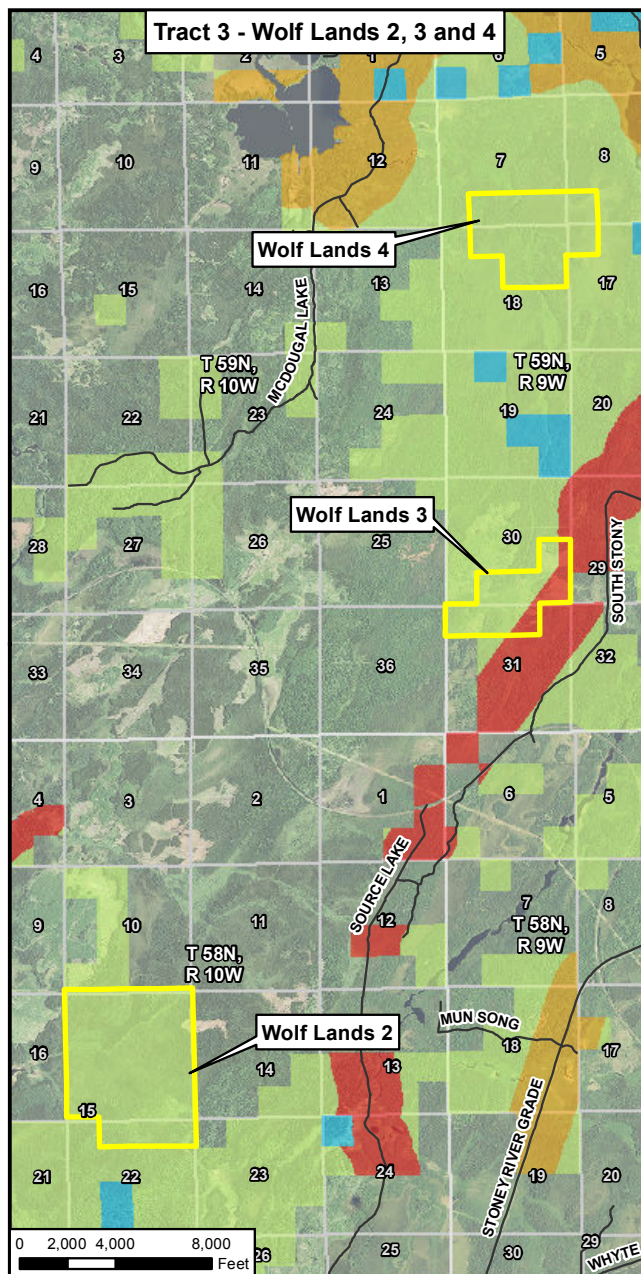 Tract 3 - Wolf Lands 2, 3 and 4
4 3 2 1 6 5
9 10 11 12 7 8
Wolf Lands 4
16 15 14 13 18 17
MCDOUGAL LAKE
T 59N,
R 10W
T 59N,
R 9W
21 22 23 24 19 20
Wolf Lands 3
28 27 26 25 30 29
SOUTH STONY
33 34 35 36 31 32
4 3 2 1 6 5
SOURCE LAKE
9 10 11 12 7 8
T 58N,
R 10W
T 58N,
R 9W
MUN SONG
Wolf Lands 2
16 15 14 13 18 17
STONEY RIVER GRADE
21 22 23 24 19 20
26 25 30 29
WHYTE
0 2,000 4,000 8,000
Feet